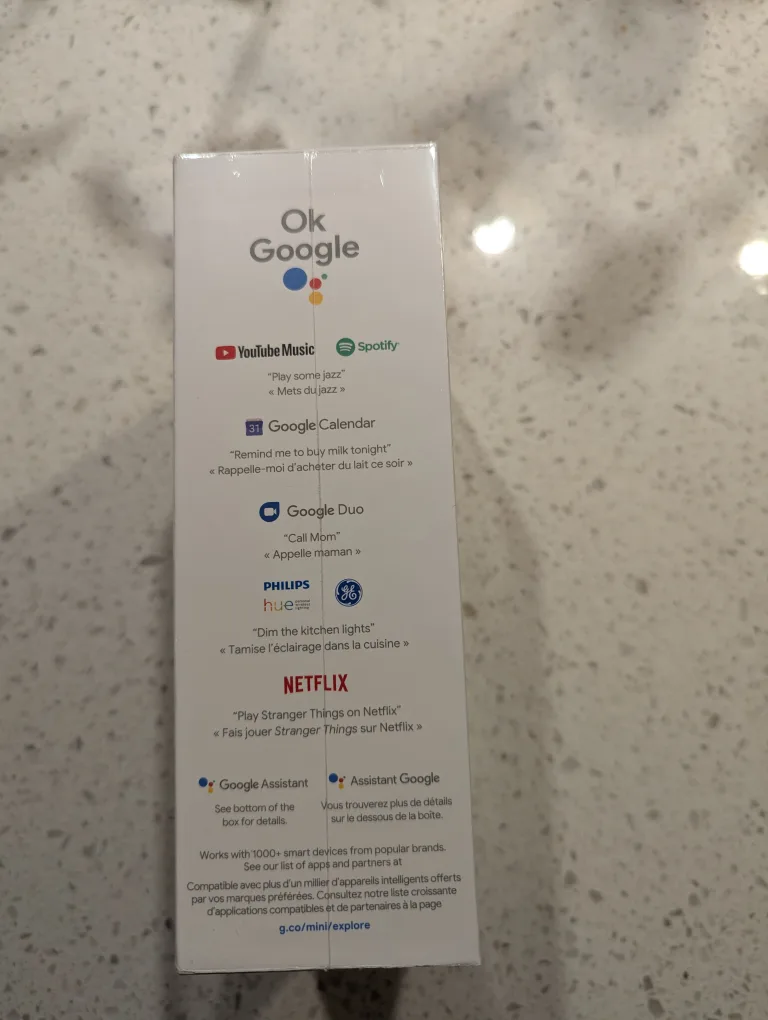 Ok
Google
YouTube Music Spotify
“Play some jazz”
« Mets du jazz »
31 Google Calendar
“Remind me to buy milk tonight”
« Rappelle-moi d’acheter du lait ce soir »
Google Duo
“Call Mom”
« Appelle maman »
PHILIPS
hue
GE
“Dim the kitchen lights”
« Tamise l’éclairage dans la cuisine »
NETFLIX
“Play Stranger Things on Netflix”
« Fais jouer Stranger Things sur Netflix »
Google Assistant
See bottom of the
box for details.
Assistant Google
Vous trouverez plus de détails
sur le dessous de la boîte.
Works with 1000+ smart devices from popular brands.
See our list of apps and partners at
Compatible avec plus d’un millier d’appareils intelligents offerts
par vos marques préférées. Consultez notre liste croissante
d’applications compatibles et de partenaires à la page
g.co/mini/explore